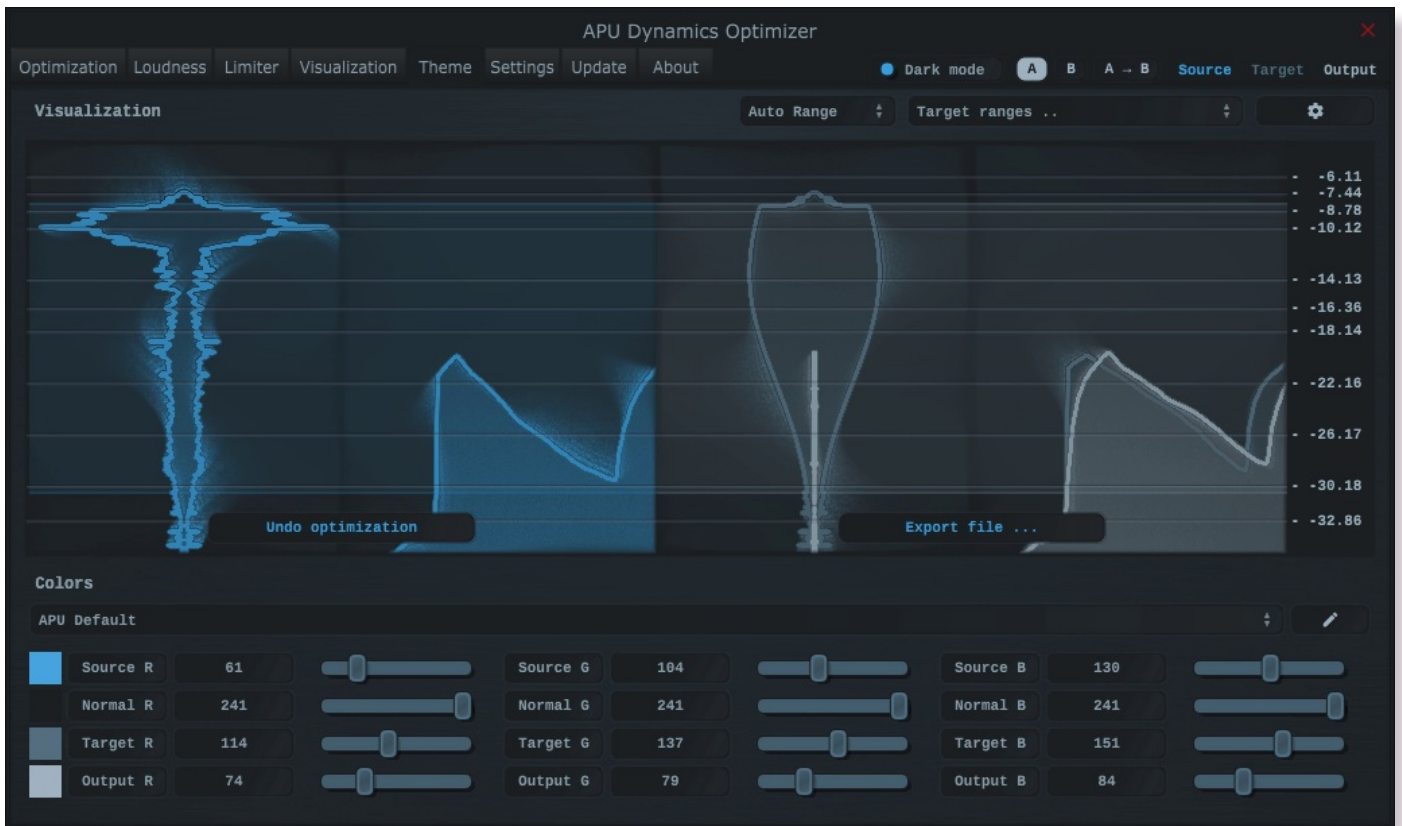 APU Dynamics Optimizer
Optimization Loudness Limiter Visualization Theme Settings Update About Dark mode A B A → B Source Target Output
Visualization Auto Range Target ranges ..
-6.11
-7.44
-8.78
-10.12
-14.13
-16.36
-18.14
-22.16
-26.17
-30.18
-32.86
Undo optimization Export file ...
Colors
APU Default
Source R 61 Source G 104 Source B 130
Normal R 241 Normal G 241 Normal B 241
Target R 114 Target G 137 Target B 151
Output R 74 Output G 79 Output B 84